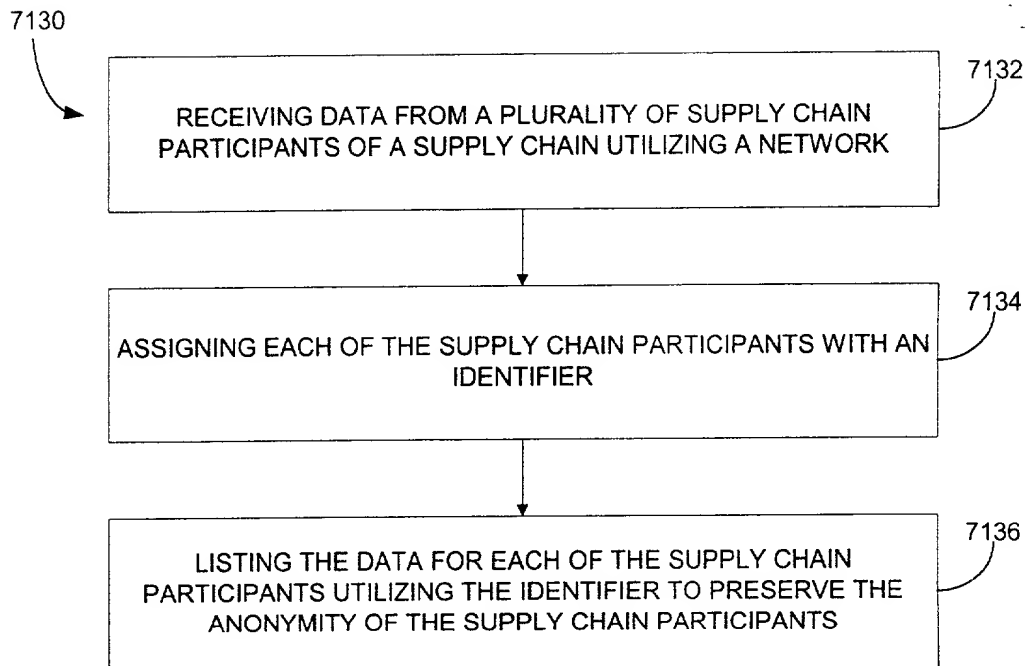 7130
7132
RECEIVING DATA FROM A PLURALITY OF SUPPLY CHAIN
PARTICIPANTS OF A SUPPLY CHAIN UTILIZING A NETWORK
7134
ASSIGNING EACH OF THE SUPPLY CHAIN PARTICIPANTS WITH AN
IDENTIFIER
7136
LISTING THE DATA FOR EACH OF THE SUPPLY CHAIN
PARTICIPANTS UTILIZING THE IDENTIFIER TO PRESERVE THE
ANONYMITY OF THE SUPPLY CHAIN PARTICIPANTS